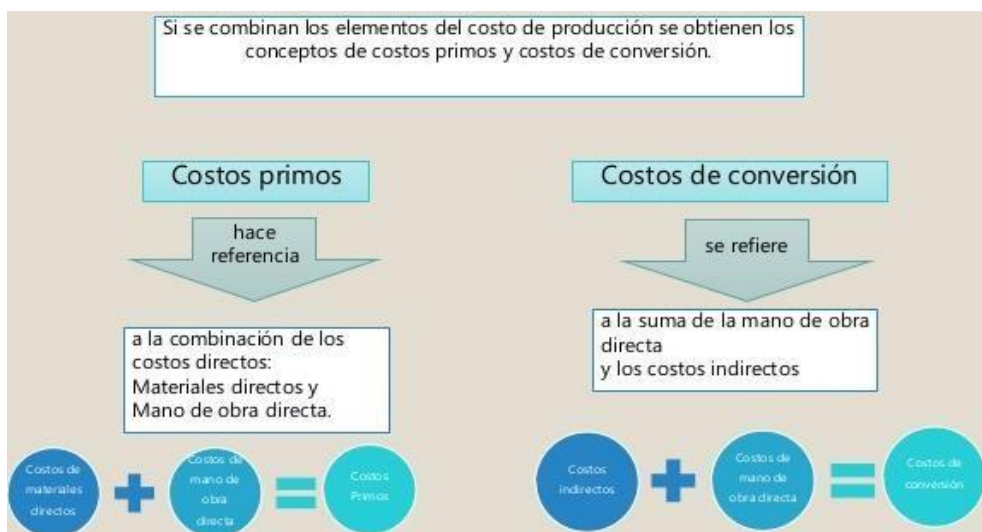 Si se combinan los elementos del costo de producción se obtienen los
conceptos de costos primos y costos de conversión.
Costos primos
hace
referencia
a la combinación de los
costos directos:
Materiales directos y
Mano de obra directa.
Costos de
materiales
directos
Costos de
mano de
obra
directa
Costos
Primos
Costos de conversión
se refiere
a la suma de la mano de obra
directa
y los costos indirectos
Costos
indirectos
Costos de
mano de
obra directa
Costos de
conversión